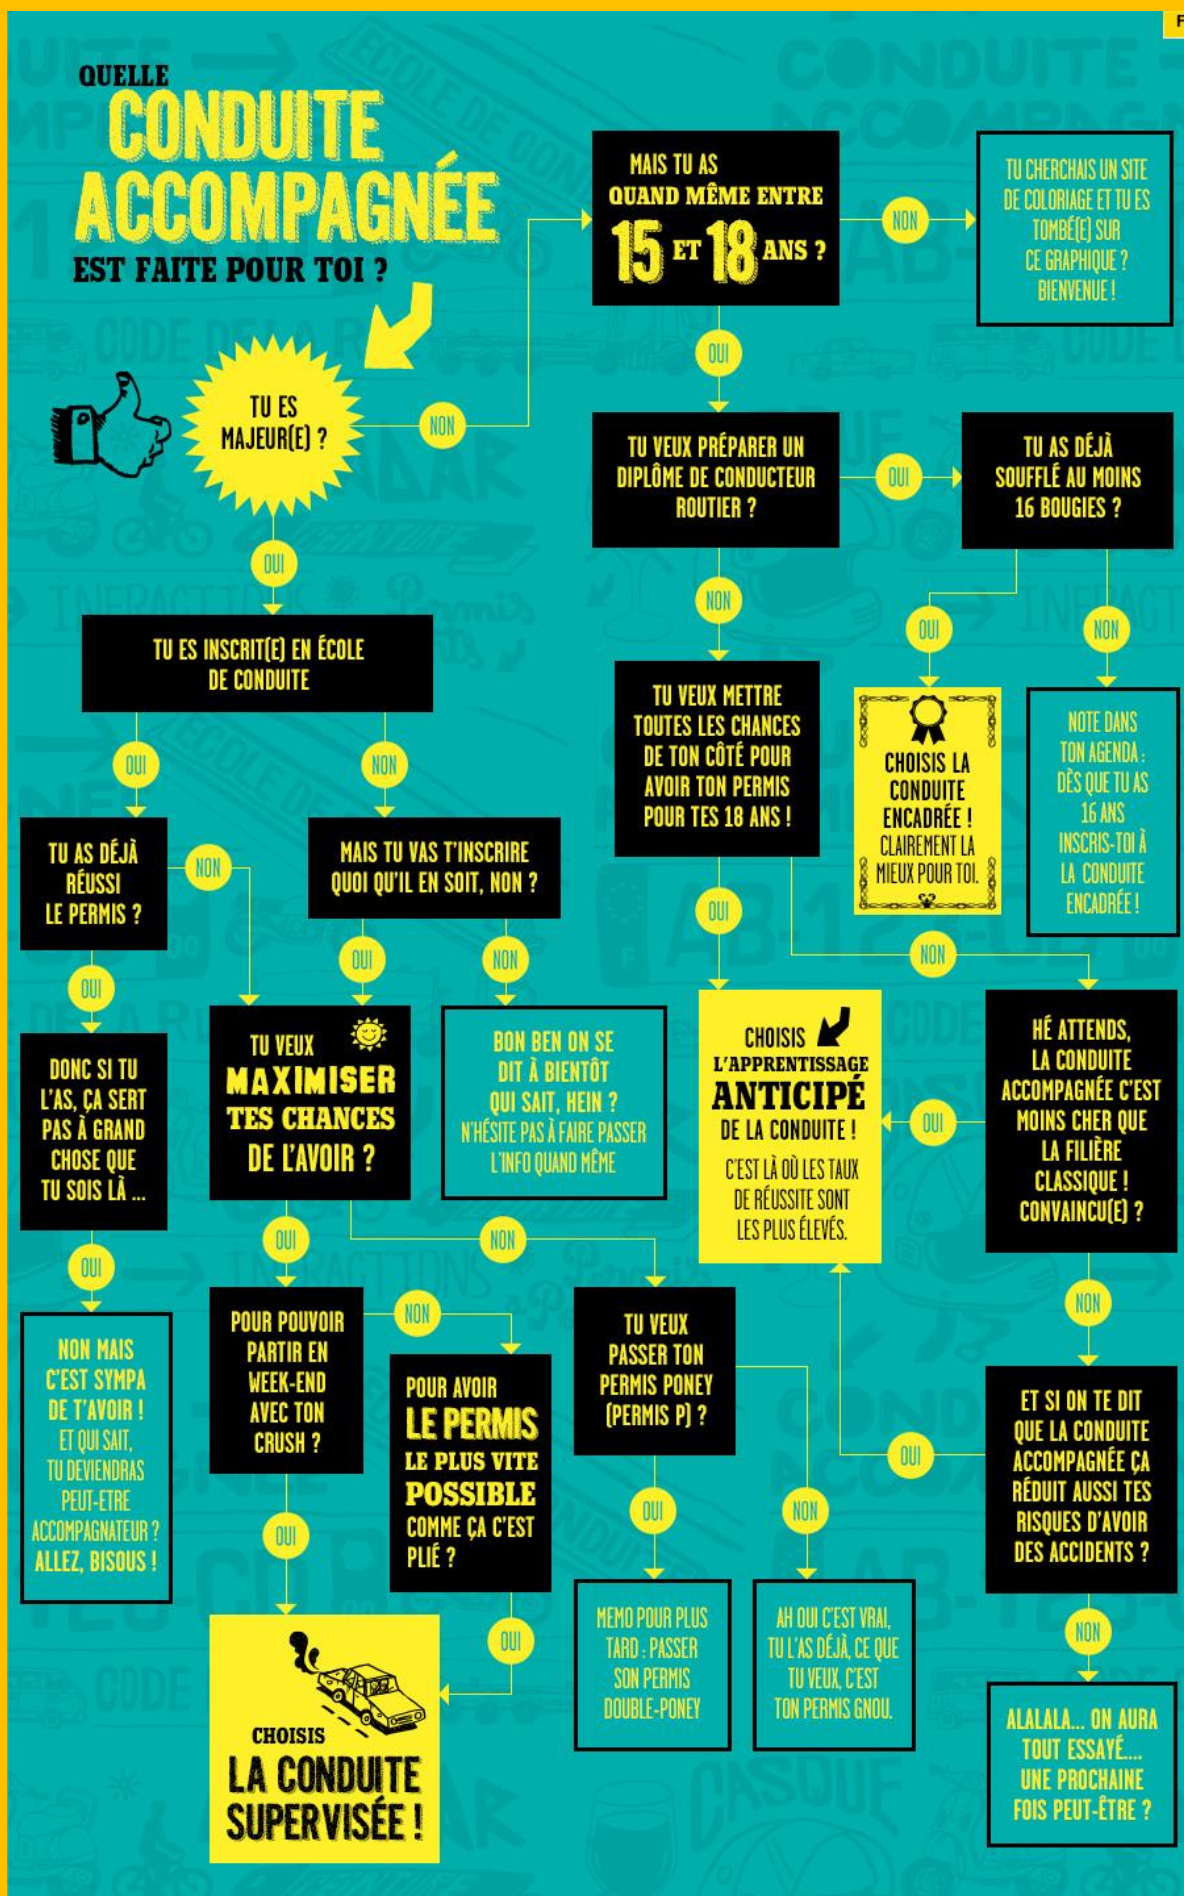 F
QUELLE
CONDUITE
ACCOMPAGNÉE
EST FAITE POUR TOI ?
MAIS TU AS
QUAND MÊME ENTRE
15 ET 18 ANS ?
NON
TU CHERCHAIS UN SITE
DE COLORIAGE ET TU ES
TOMBÉ(E) SUR
CE GRAPHIQUE ?
BIENVENUE !
OUI
TU ES
MAJEUR(E) ?
NON
TU VEUX PRÉPARER UN
DIPLÔME DE CONDUCTEUR
ROUTIER ?
OUI
TU AS DÉJÀ
SOUFFLÉ AU MOINS
16 BOUGIES ?
OUI
NON
OUI
NON
TU ES INSCRIT(E) EN ÉCOLE
DE CONDUITE
TU VEUX METTRE
TOUTES LES CHANCES
DE TON CÔTÉ POUR
AVOIR TON PERMIS
POUR TES 18 ANS !
CHOISIS LA
CONDUITE
ENCADRÉE !
CLAIREMENT LA
MIEUX POUR TOI.
NOTE DANS
TON AGENDA :
DÈS QUE TU AS
16 ANS
INSCRIS-TOI À
LA CONDUITE
ENCADRÉE !
OUI
NON
TU AS DÉJÀ
RÉUSSI
LE PERMIS ?
NON
MAIS TU VAS T'INSCRIRE
QUOI QU'IL EN SOIT, NON ?
OUI
NON
OUI
OUI
NON
DONC SI TU
L'AS, ÇA SERT
PAS À GRAND
CHOSE QUE
TU SOIS LÀ ...
TU VEUX
MAXIMISER
TES CHANCES
DE L'AVOIR ?
BON BEN ON SE
DIT À BIENTÔT
QUI SAIT, HEIN ?
N'HÉSITE PAS À FAIRE PASSER
L'INFO QUAND MÊME
CHOISIS
L'APPRENTISSAGE
ANTICIPÉ
DE LA CONDUITE !
C'EST LÀ OÙ LES TAUX
DE RÉUSSITE SONT
LES PLUS ÉLEVÉS.
OUI
HÉ ATTENDS,
LA CONDUITE
ACCOMPAGNÉE C'EST
MOINS CHER QUE
LA FILIÈRE
CLASSIQUE !
CONVAINCU(E) ?
OUI
OUI
NON
NON
NON MAIS
C'EST SYMPA
DE T'AVOIR !
ET QUI SAIT,
TU DEVIENDRAS
PEUT-ETRE
ACCOMPAGNATEUR ?
ALLEZ, BISOUS !
POUR POUVOIR
PARTIR EN
WEEK-END
AVEC TON
CRUSH ?
NON
POUR AVOIR
LE PERMIS
LE PLUS VITE
POSSIBLE
COMME ÇA C'EST
PLIÉ ?
TU VEUX
PASSER TON
PERMIS PONEY
(PERMIS P) ?
OUI
ET SI ON TE DIT
QUE LA CONDUITE
ACCOMPAGNÉE ÇA
RÉDUIT AUSSI TES
RISQUES D'AVOIR
DES ACCIDENTS ?
OUI
OUI
OUI
NON
NON
CHOISIS
LA CONDUITE
SUPERVISÉE !
MEMO POUR PLUS
TARD : PASSER
SON PERMIS
DOUBLE-PONEY
AH OUI C'EST VRAI,
TU L'AS DÉJÀ, CE QUE
TU VEUX, C'EST
TON PERMIS GNOU.
ALALALA... ON AURA
TOUT ESSAYÉ....
UNE PROCHAINE
FOIS PEUT-ÊTRE ?